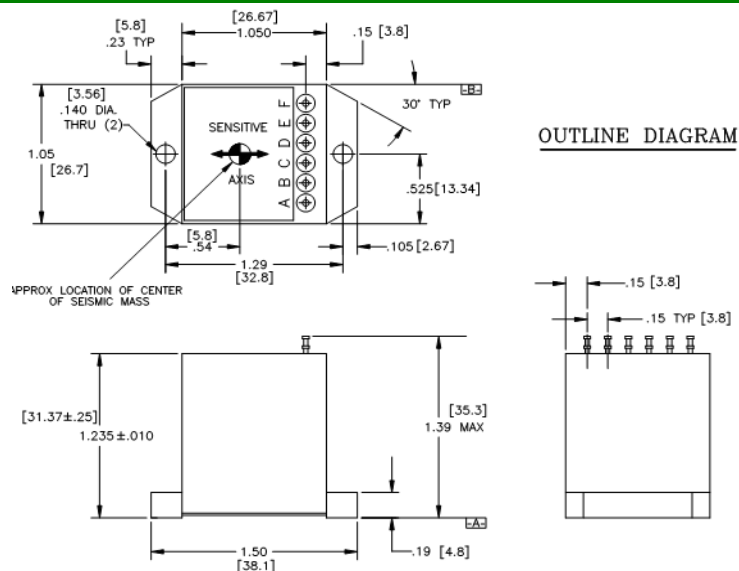 [5.8]
.23 TYP
[26.67]
1.050
.15 [3.8]
[3.56]
.140 DIA.
THRU (2)
1.05
[26.7]
SENSITIVE
AXIS
F
E
D
C
B
A
-B-
30° TYP
.525[13.34]
.105 [2.67]
[5.8]
.54
1.29
[32.8]
APPROX LOCATION OF CENTER
OF SEISMIC MASS
OUTLINE DIAGRAM
[31.37±.25]
1.235±.010
[35.3]
1.39 MAX
-A-
.19 [4.8]
1.50
[38.1]
.15 [3.8]
.15 TYP [3.8]